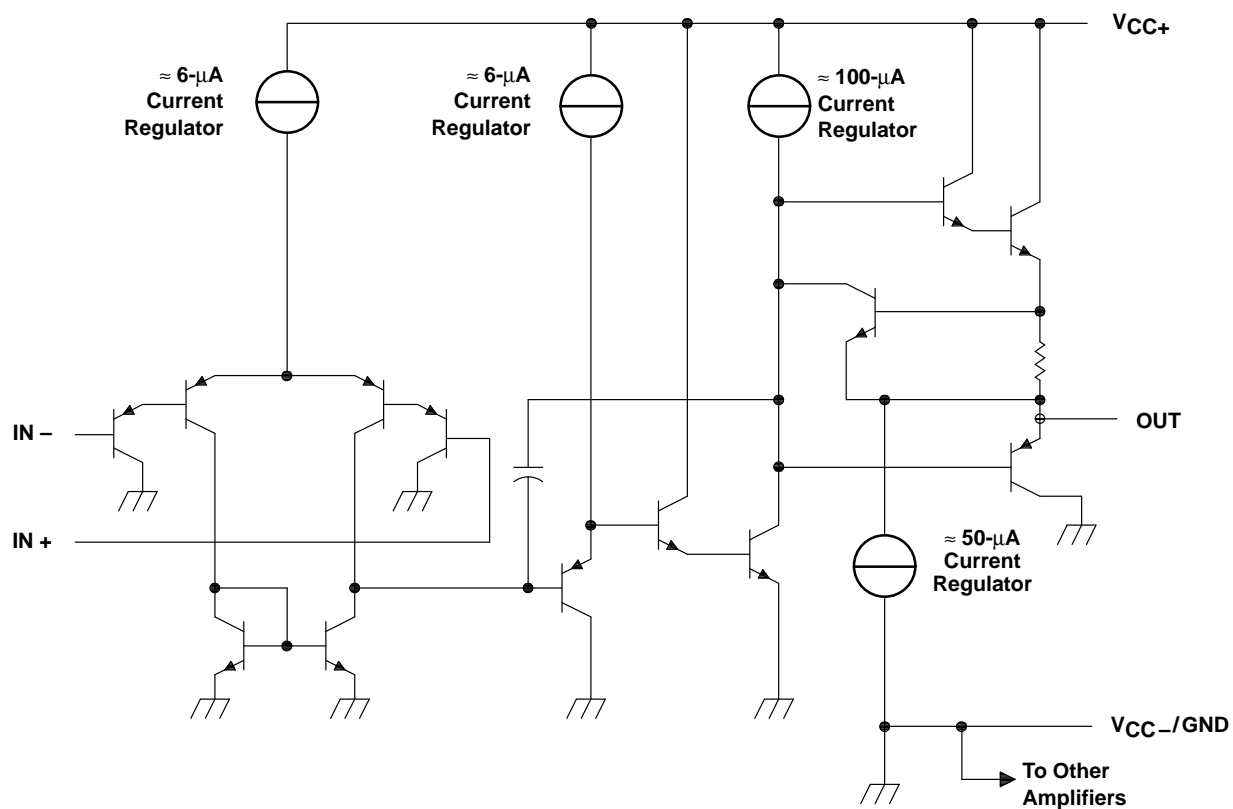 VCC+
≈ 6-μA
Current
Regulator
≈ 6-μA
Current
Regulator
≈ 100-μA
Current
Regulator
IN −
OUT
IN +
≈ 50-μA
Current
Regulator
VCC−/GND
To Other
Amplifiers